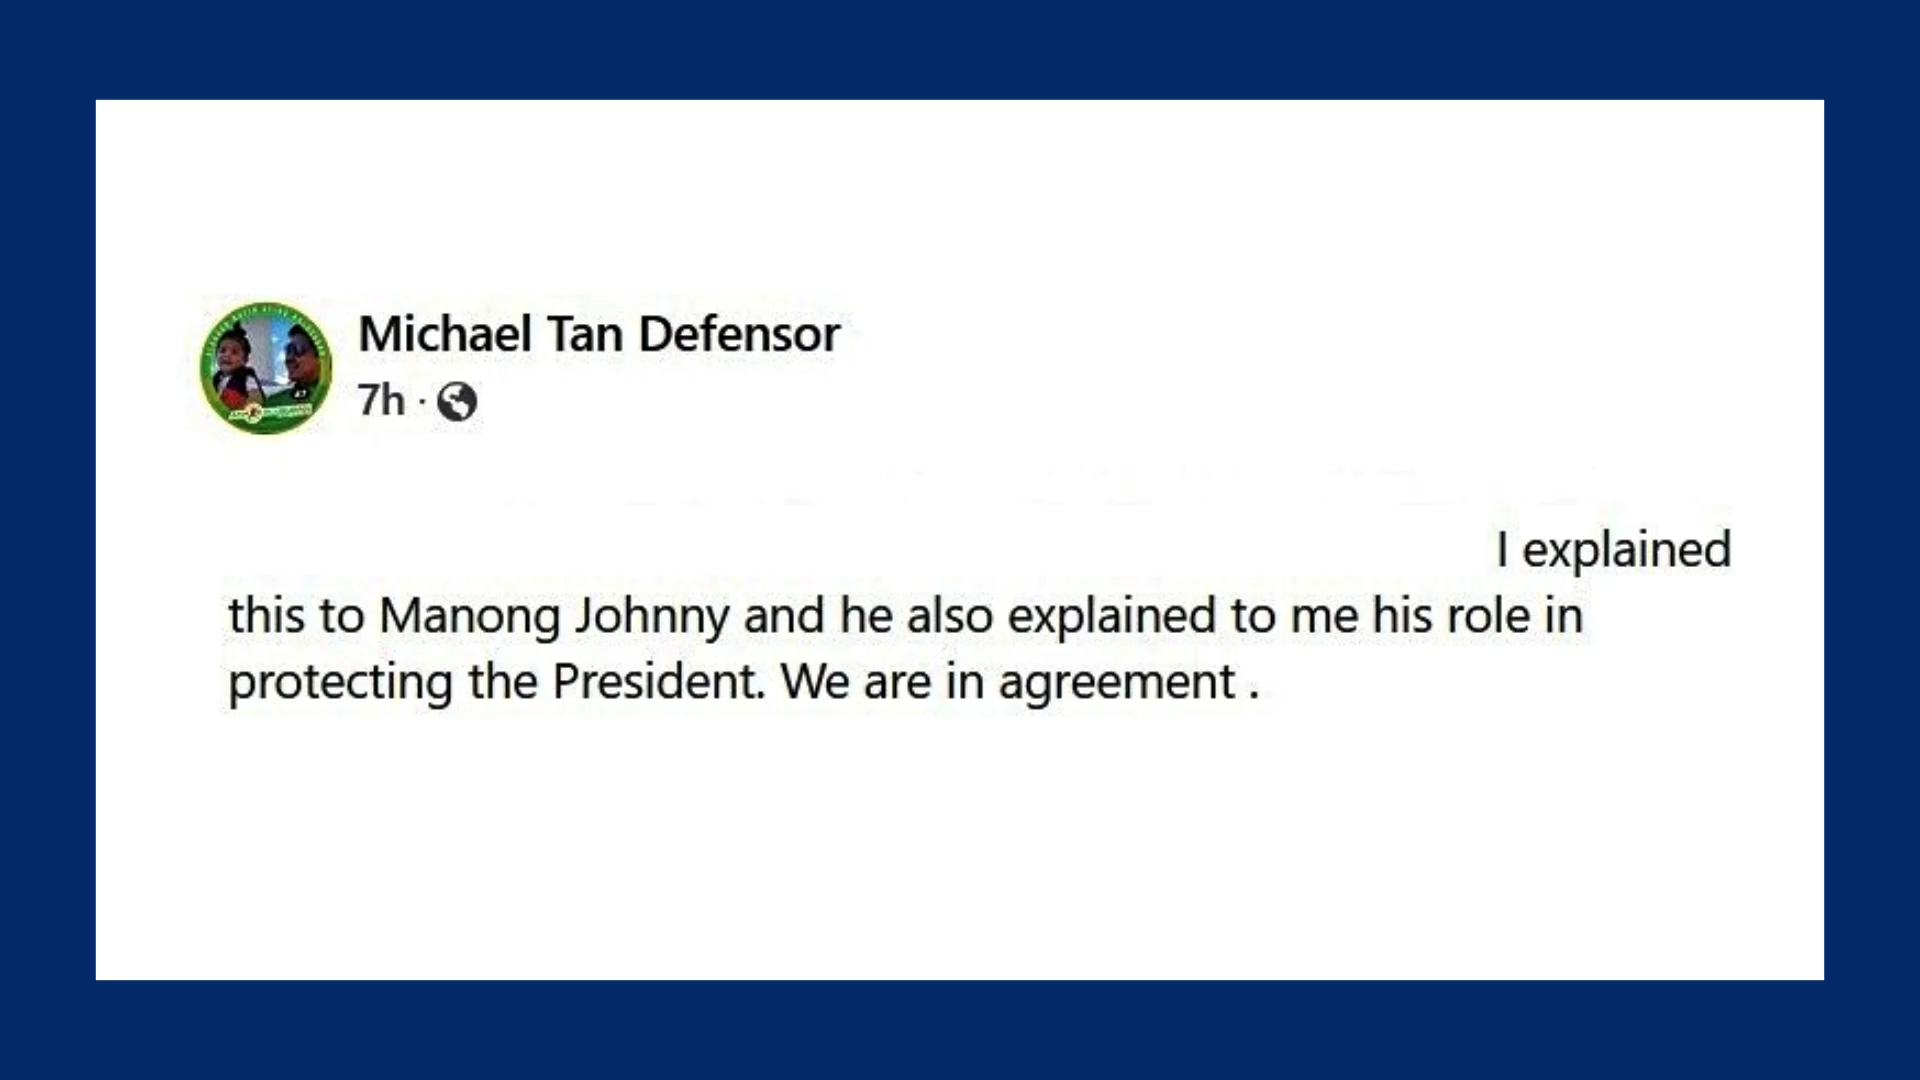 Michael Tan Defensor
7h ·
I explained
this to Manong Johnny and he also explained to me his role in
protecting the President. We are in agreement .